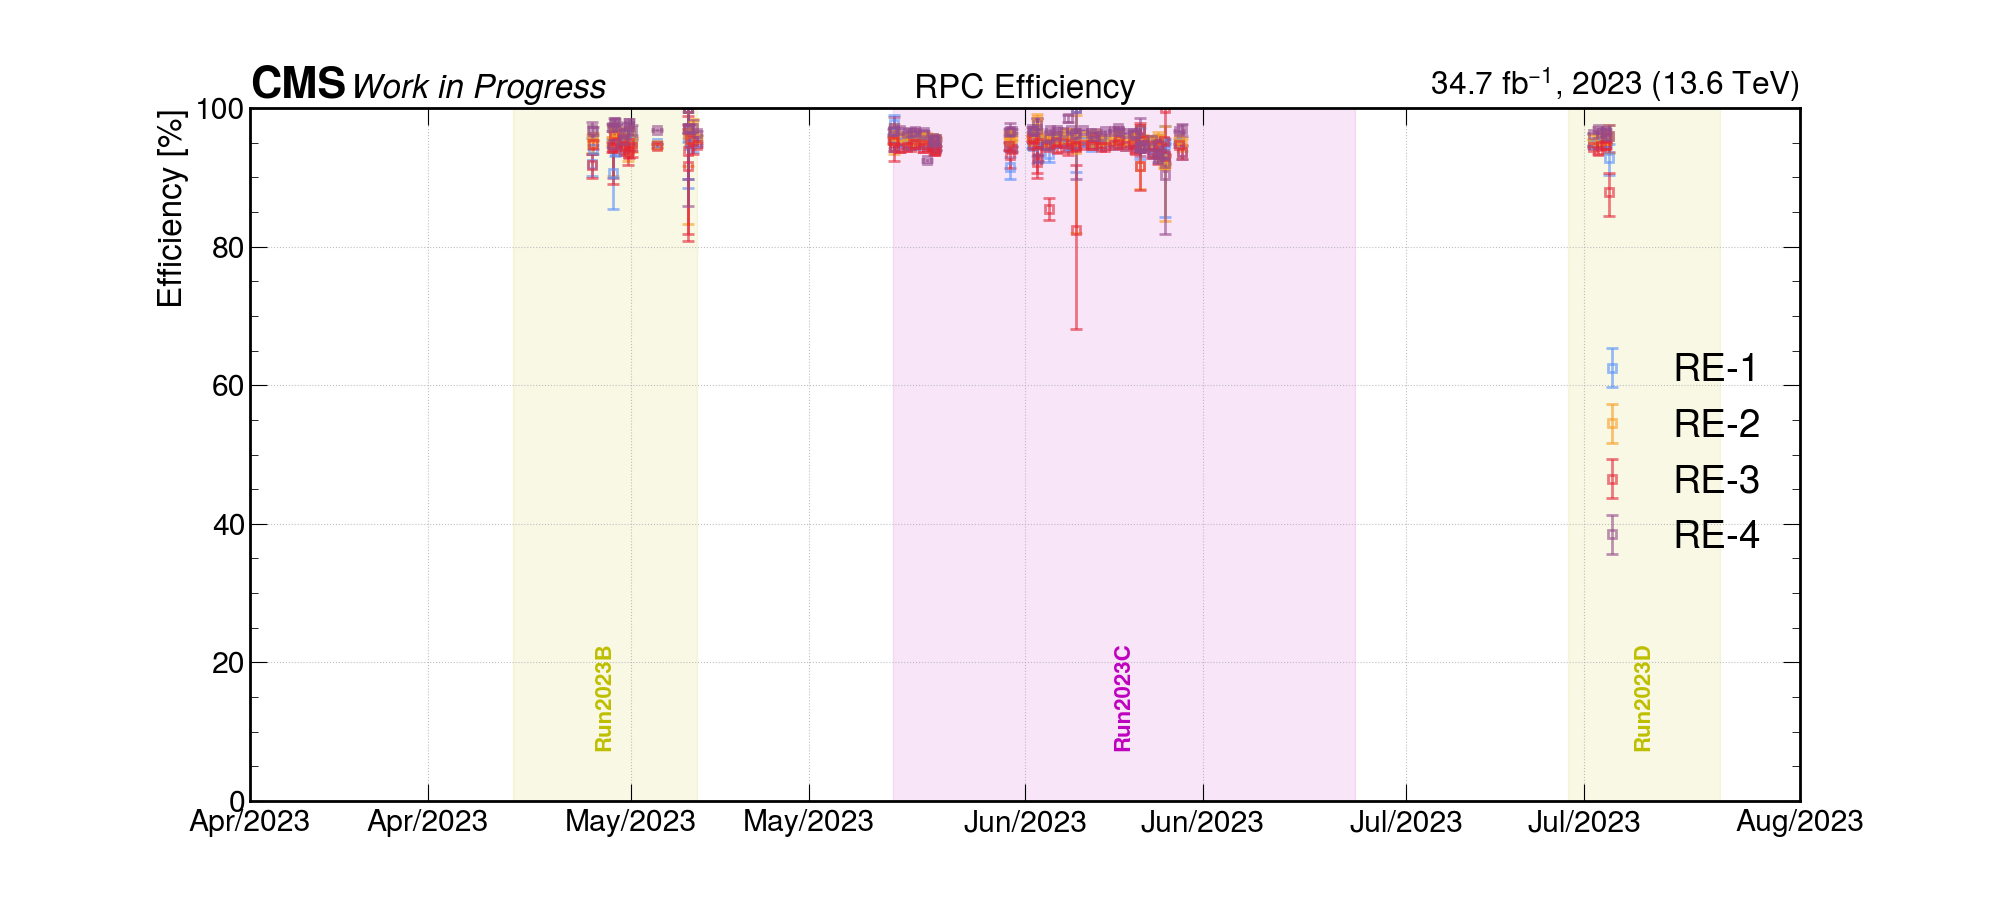 CMS Work in Progress RPC Efficiency 34.7 fb⁻¹, 2023 (13.6 TeV)
Efficiency [%]
100
80
60
40
20
0
RE-1
RE-2
RE-3
RE-4
Run2023B
Run2023C
Run2023D
Apr/2023 Apr/2023 May/2023 May/2023 Jun/2023 Jun/2023 Jul/2023 Jul/2023 Aug/2023